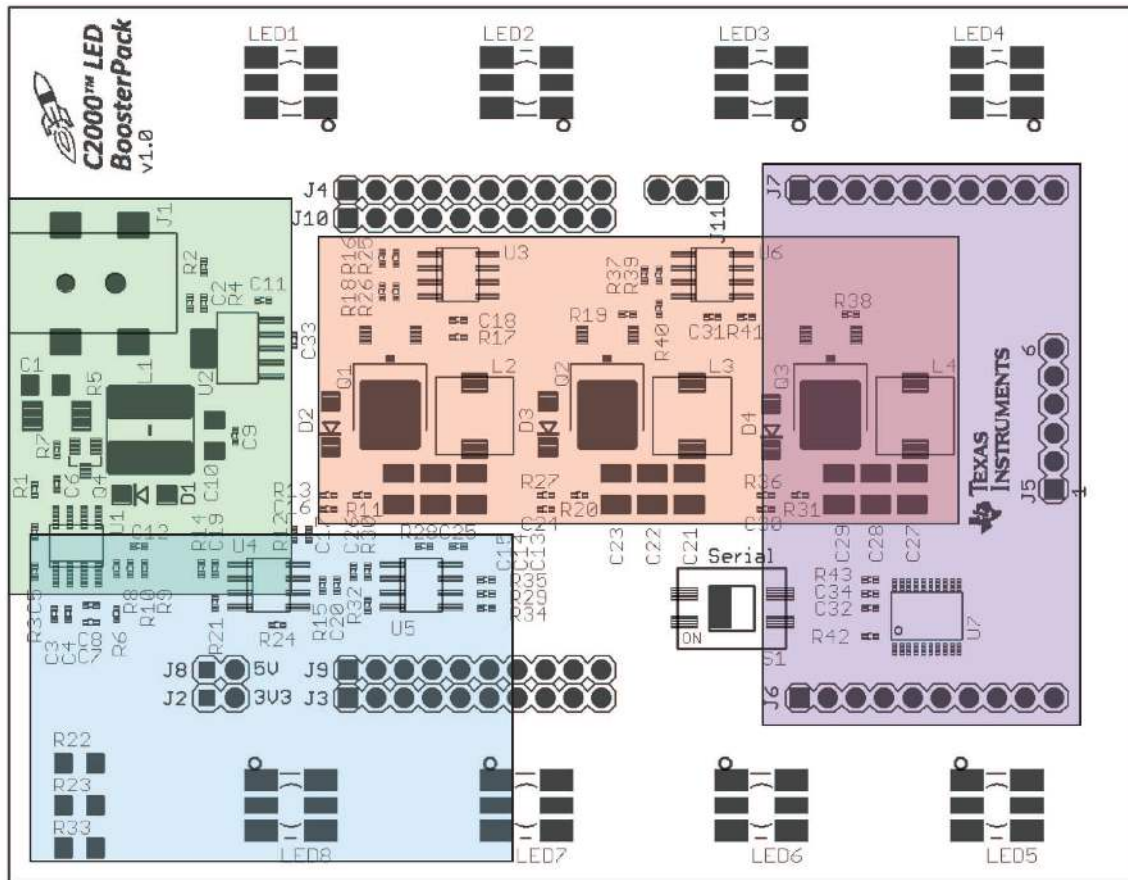 LED1
LED2
LED3
LED4
C2000™ LED
BoosterPack
v1.0
J4
J10
J11
J7
J1
R2
C2
R4
C11
C33
R16
R25
R18
R26
U3
C18
R17
R37
R39
U6
R19
R40
C31
R41
R38
C1
R5
L1
U2
R7
C9
C10
Q1
D2
L2
Q2
D3
L3
Q3
D4
L4
6
J5
1
TEXAS
INSTRUMENTS
R1
C6
Q4
D1
U1
R14
C19
U4
R11
R30
R28
R27
R20
C24
R36
R31
C23
C22
C21
C29
C28
C27
C15
C14
C13
R35
R29
R34
Serial
ON
S1
R43
C34
C32
R42
U7
C5
C3
C4
C8
C7
R6
R8
R10
R9
R21
R24
R15
C20
R32
U5
J8
5V
J9
J2
3V3
J3
J6
R22
R23
R33
LED8
LED7
LED6
LED5